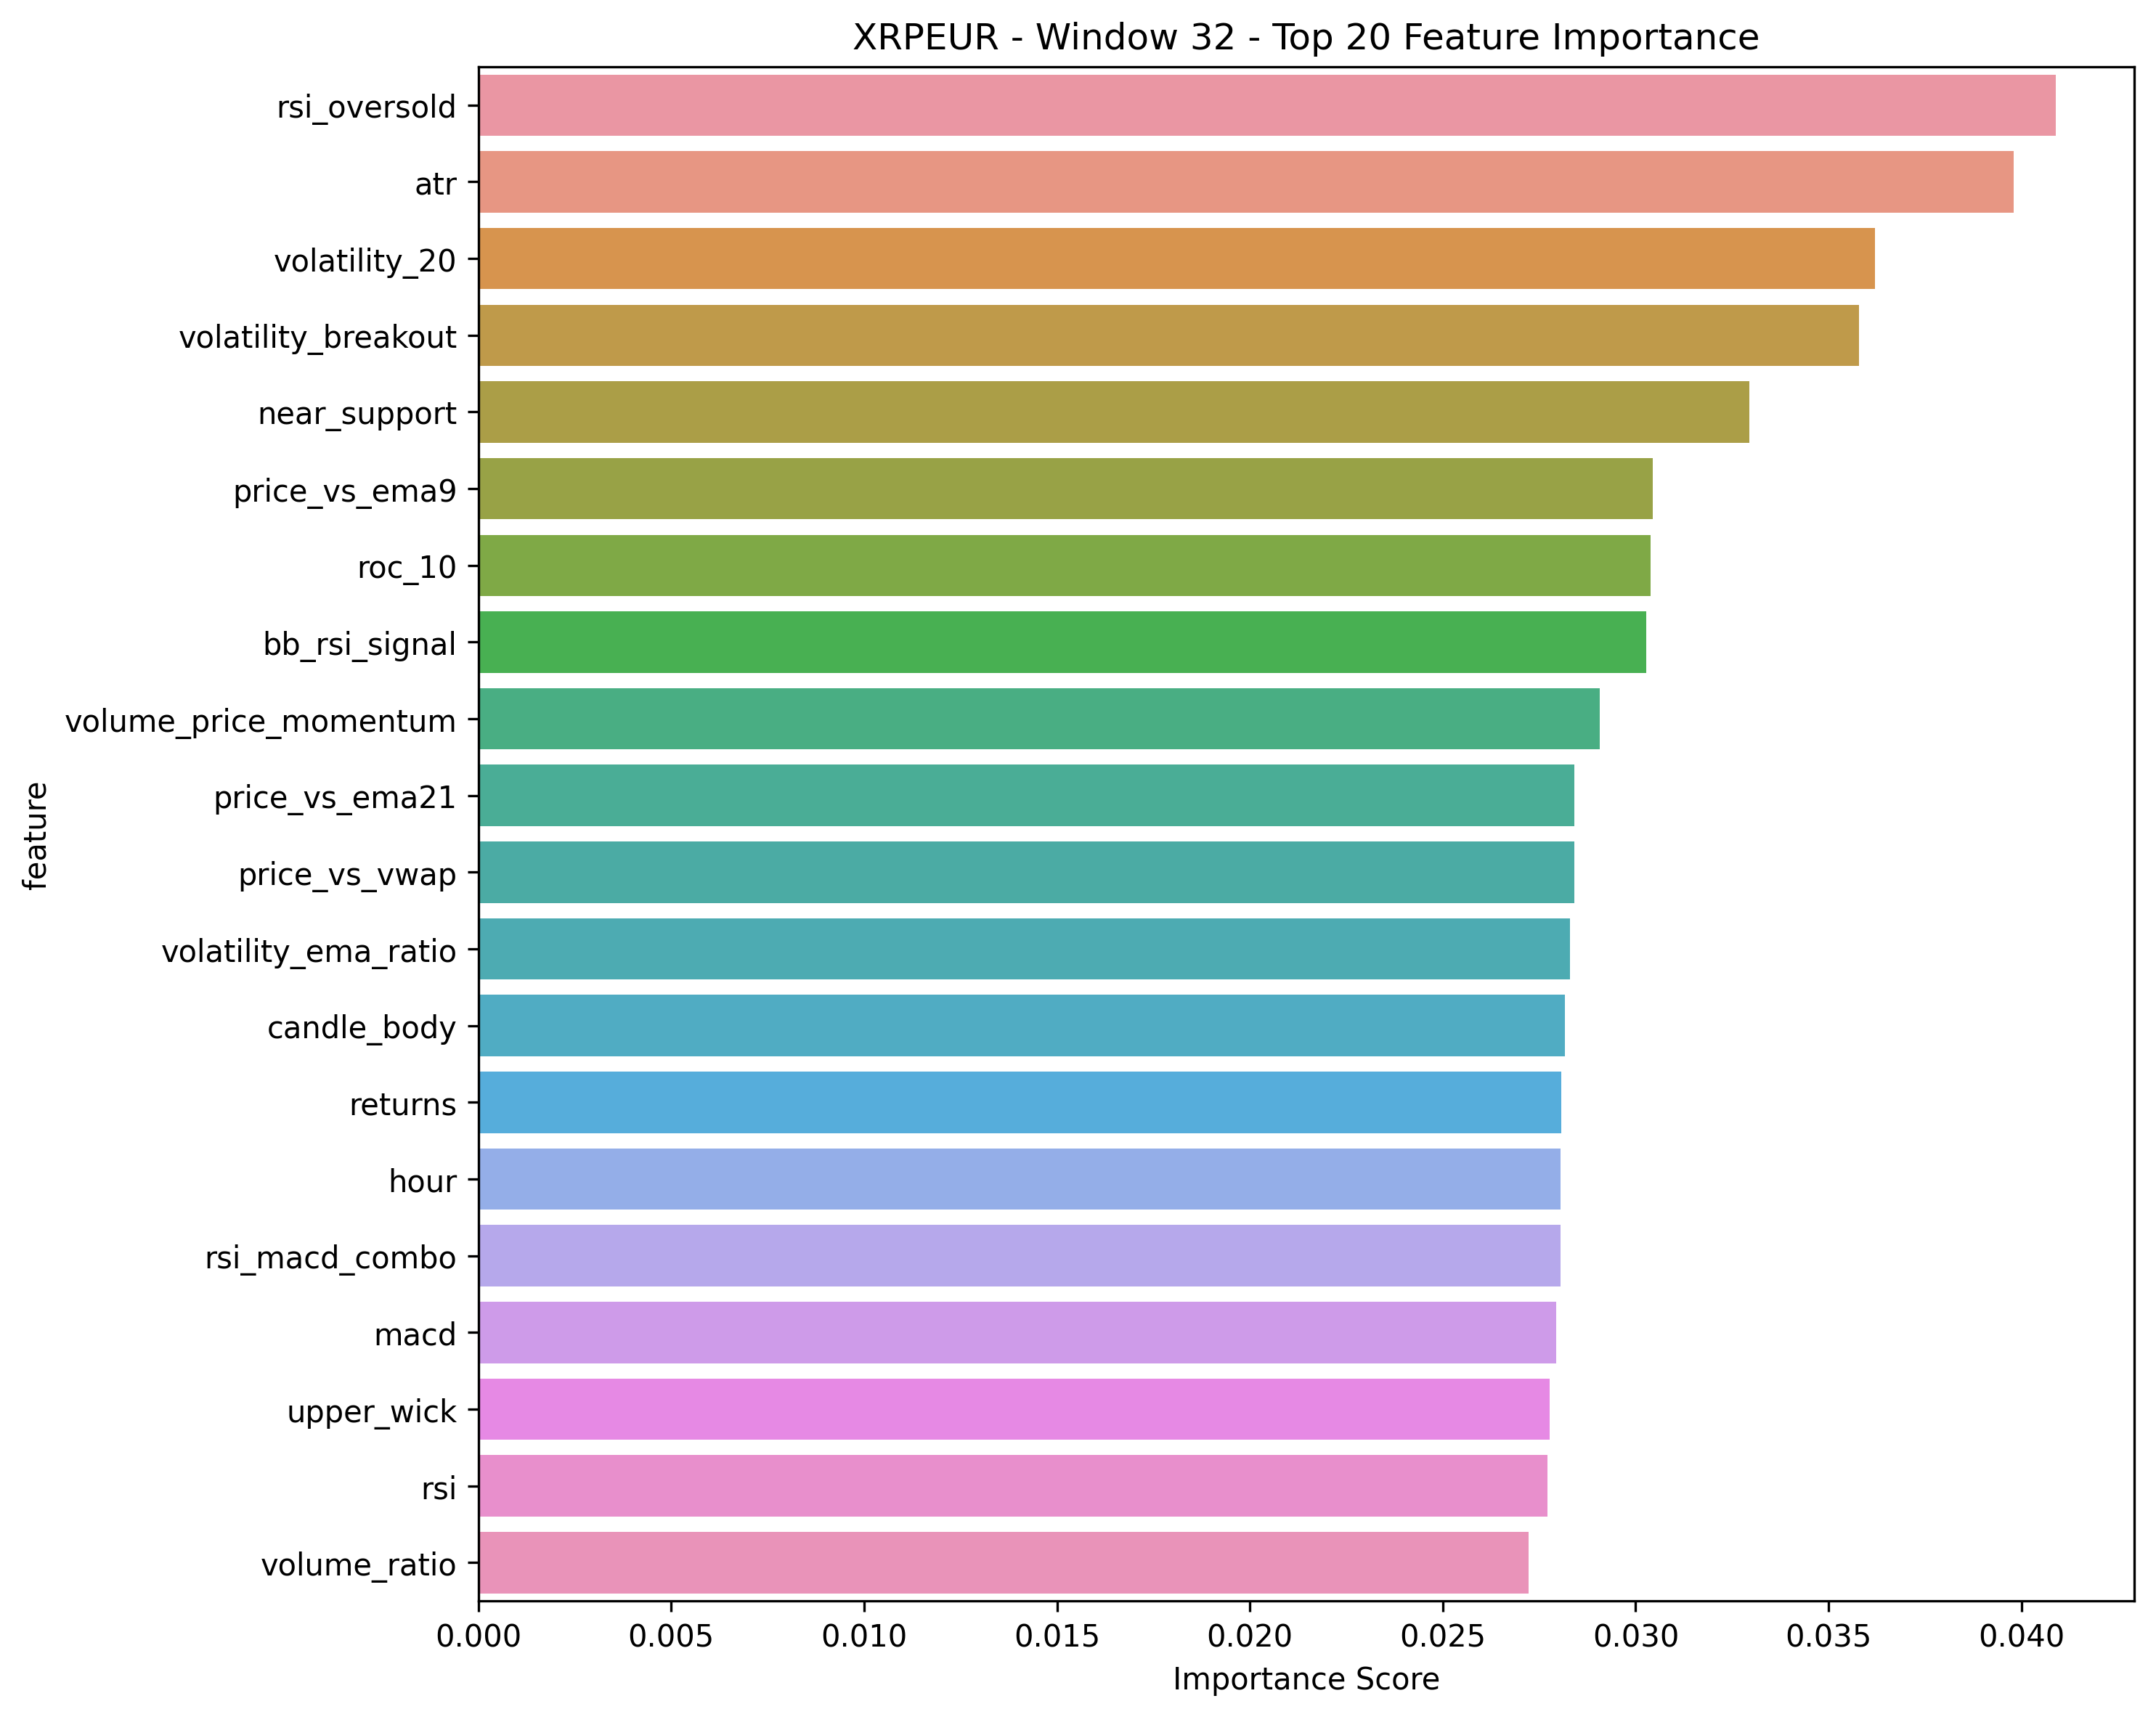 XRPEUR - Window 32 - Top 20 Feature Importance
rsi_oversold
atr
volatility_20
volatility_breakout
near_support
price_vs_ema9
roc_10
bb_rsi_signal
volume_price_momentum
price_vs_ema21
price_vs_vwap
volatility_ema_ratio
candle_body
returns
hour
rsi_macd_combo
macd
upper_wick
rsi
volume_ratio
feature
0.000 0.005 0.010 0.015 0.020 0.025 0.030 0.035 0.040
Importance Score